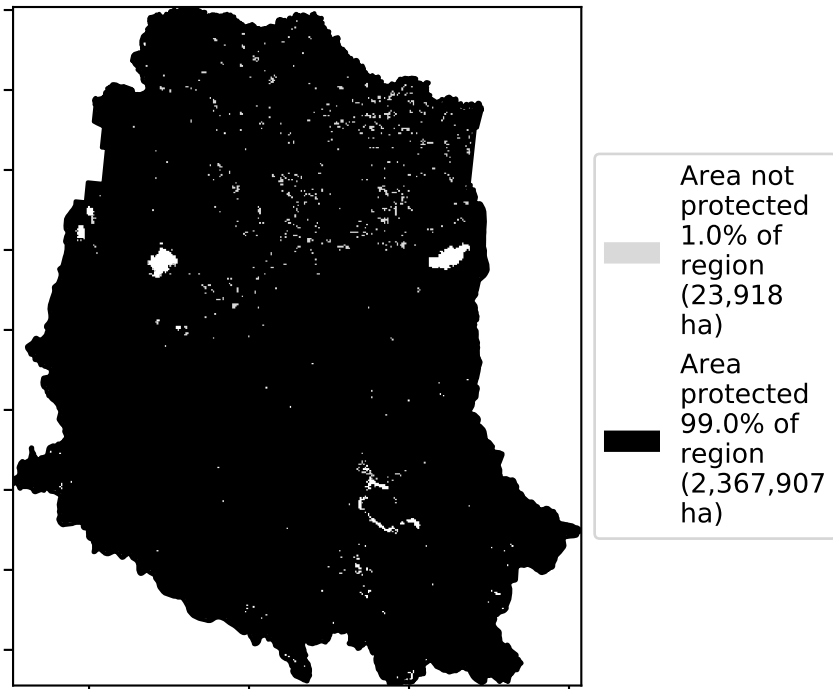 Area not
protected
1.0% of
region
(23,918
ha)
Area
protected
99.0% of
region
(2,367,907
ha)